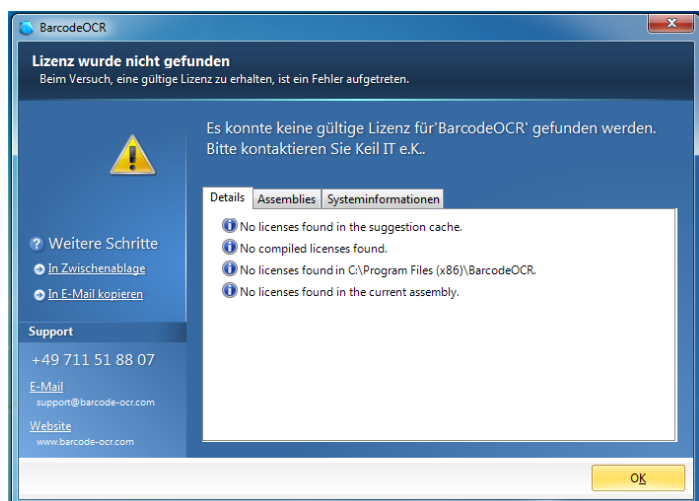 BarcodeOCR
Lizenz wurde nicht gefunden
Beim Versuch, eine gültige Lizenz zu erhalten, ist ein Fehler aufgetreten.
Es konnte keine gültige Lizenz für'BarcodeOCR' gefunden werden.
Bitte kontaktieren Sie Keil IT e.K..
Details Assemblies Systeminformationen
No licenses found in the suggestion cache.
No compiled licenses found.
No licenses found in C:\Program Files (x86)\BarcodeOCR.
No licenses found in the current assembly.
Weitere Schritte
In Zwischenablage
In E-Mail kopieren
Support
+49 711 51 88 07
E-Mail
support@barcode-ocr.com
Website
www.barcode-ocr.com
OK